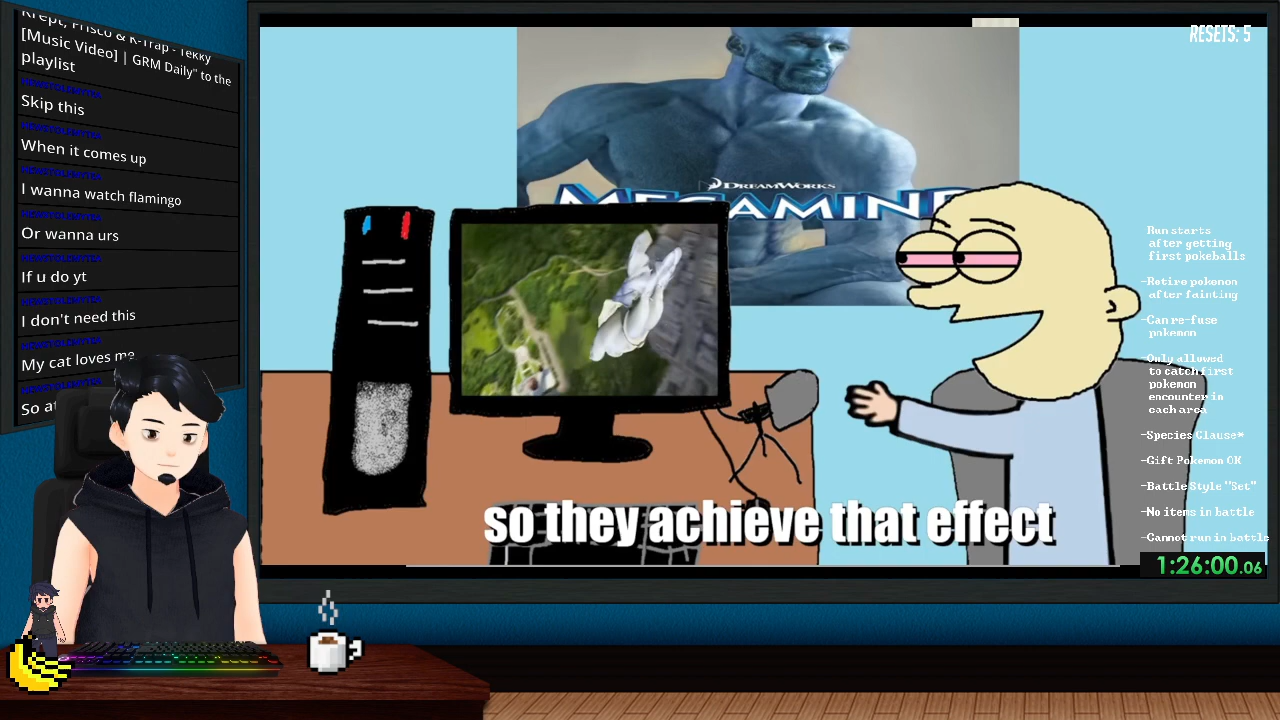 Krept, Frisco & K-Trap - Tekky
[Music Video] | GRM Daily" to the
playlist
Skip this
When it comes up
I wanna watch flamingo
Or wanna urs
If u do yt
I don't need this
My cat loves me
So
RESETS: 5
DREAMWORKS
MEGAMIND
so they achieve that effect
Run starts
after getting
first pokeballs
-Retire pokemon
after fainting
-Can re-fuse
pokemon
-Only allowed
to catch first
pokemon
encounter in
each area
-Species Clause*
-Gift Pokemon OK
-Battle Style "Set"
-No items in battle
-Cannot run in battle
1:26:00.06